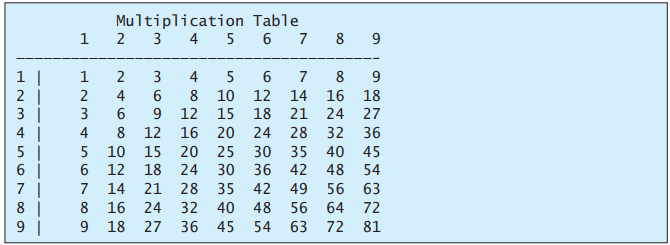 Multiplication Table
1 2 3 4 5 6 7 8 9
-----------------------------------------
1 | 1 2 3 4 5 6 7 8 9
2 | 2 4 6 8 10 12 14 16 18
3 | 3 6 9 12 15 18 21 24 27
4 | 4 8 12 16 20 24 28 32 36
5 | 5 10 15 20 25 30 35 40 45
6 | 6 12 18 24 30 36 42 48 54
7 | 7 14 21 28 35 42 49 56 63
8 | 8 16 24 32 40 48 56 64 72
9 | 9 18 27 36 45 54 63 72 81